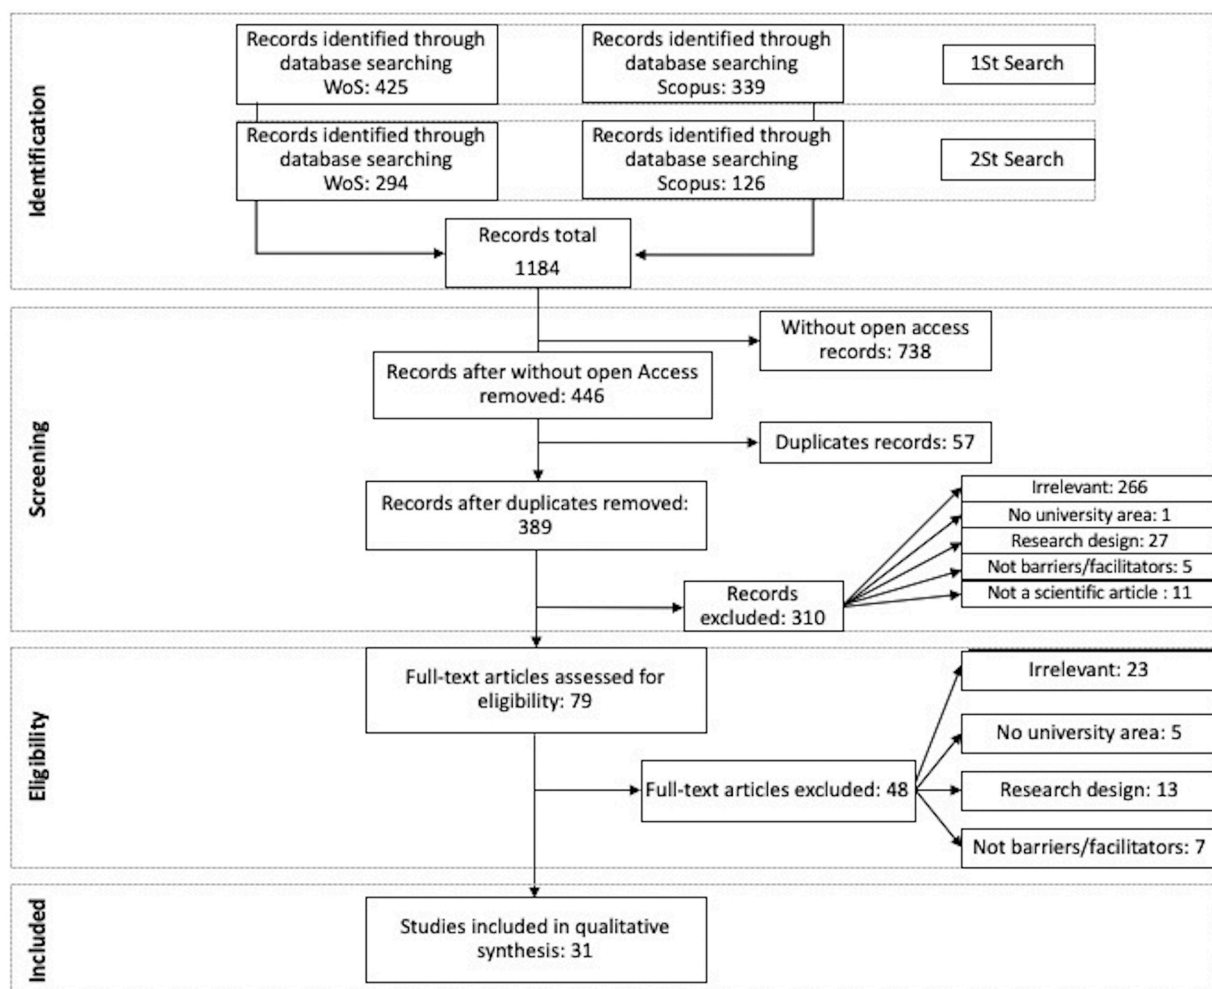 Identification
Records identified through
database searching
WoS: 425
Records identified through
database searching
Scopus: 339
1St Search
Records identified through
database searching
WoS: 294
Records identified through
database searching
Scopus: 126
2St Search
Records total
1184
Screening
Without open access
records: 738
Records after without open Access
removed: 446
Duplicates records: 57
Records after duplicates removed:
389
Records
excluded: 310
Irrelevant: 266
No university area: 1
Research design: 27
Not barriers/facilitators: 5
Not a scientific article : 11
Eligibility
Full-text articles assessed for
eligibility: 79
Full-text articles excluded: 48
Irrelevant: 23
No university area: 5
Research design: 13
Not barriers/facilitators: 7
Included
Studies included in qualitative
synthesis: 31